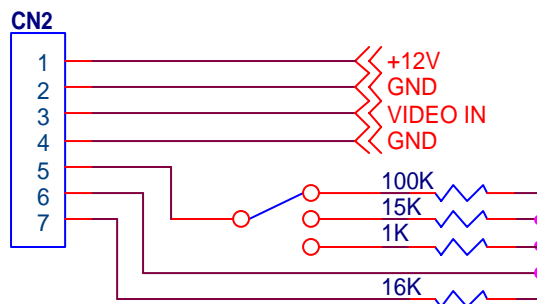 CN2
1 +12V
2 GND
3 VIDEO IN
4 GND
5
100K
6 15K
7 1K
16K